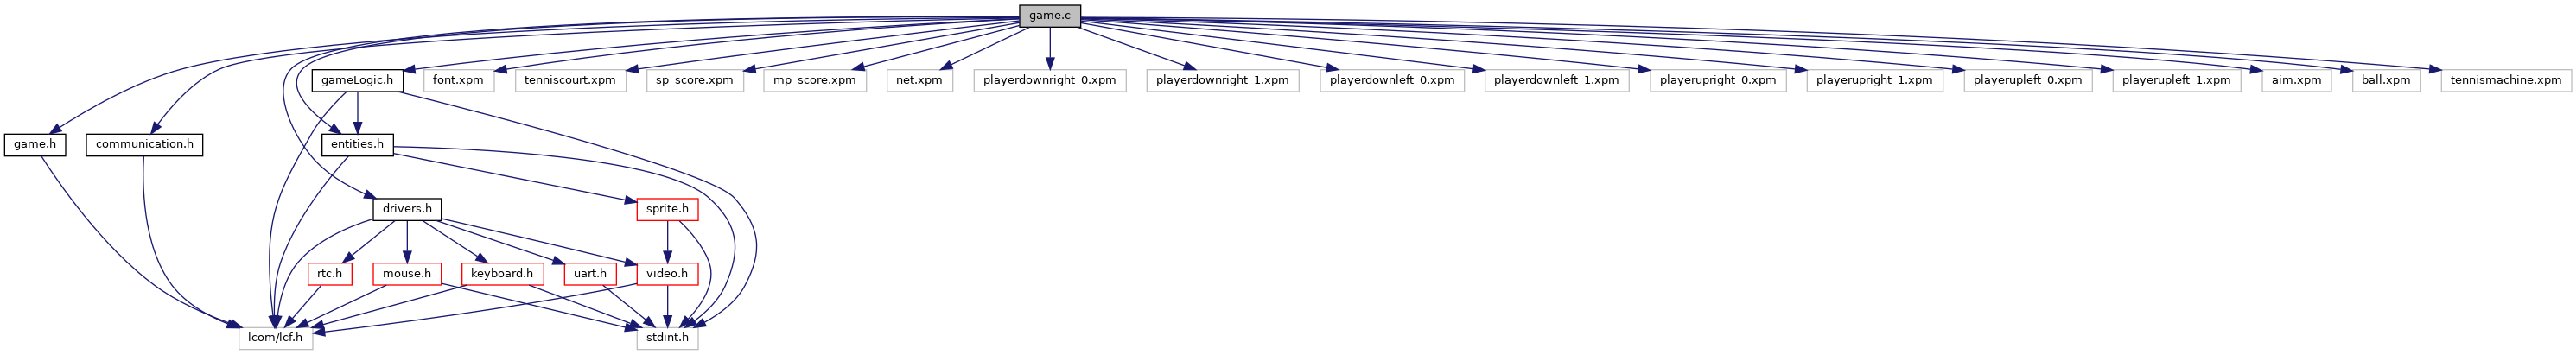 game.c
gameLogic.h
font.xpm
tenniscourt.xpm
sp_score.xpm
mp_score.xpm
net.xpm
playerdownright_0.xpm
playerdownright_1.xpm
playerdownleft_0.xpm
playerdownleft_1.xpm
playerupright_0.xpm
playerupright_1.xpm
playerupleft_0.xpm
playerupleft_1.xpm
aim.xpm
ball.xpm
tennismachine.xpm
game.h
communication.h
entities.h
drivers.h
sprite.h
rtc.h
mouse.h
keyboard.h
uart.h
video.h
lcom/lcf.h
stdint.h